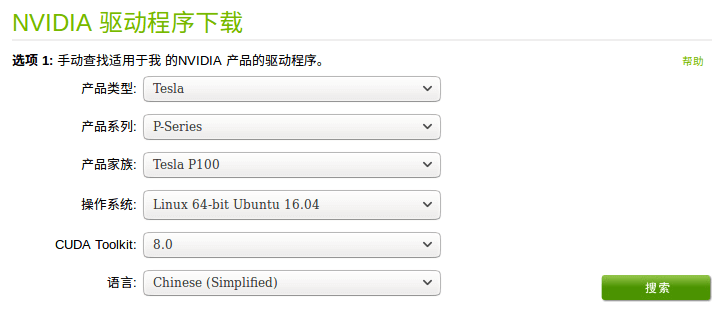 NVIDIA 驱动程序下载
选项 1: 手动查找适用于我 的NVIDIA 产品的驱动程序。 帮助
产品类型: Tesla
产品系列: P-Series
产品家族: Tesla P100
操作系统: Linux 64-bit Ubuntu 16.04
CUDA Toolkit: 8.0
语言: Chinese (Simplified) 搜索